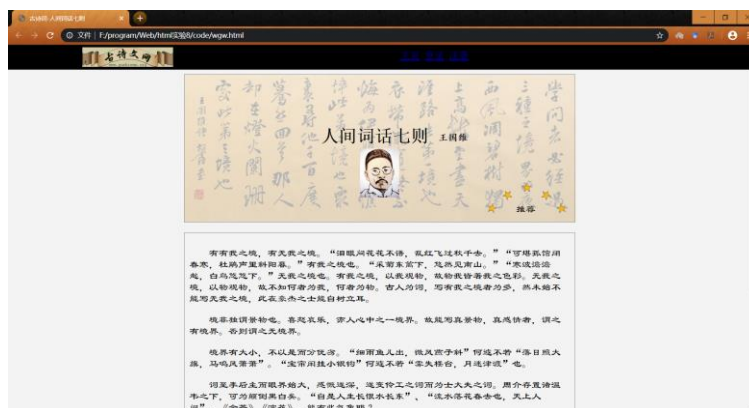 古诗网-人间词话七则
文件 | F:/program/Web/html实验8/code/wgw.html
古诗文网
人间词话七则 王国维
推荐
有有我之境，有无我之境。“泪眼问花花不语，乱红飞过秋千去。”“可堪孤馆闭
春寒，杜鹃声里斜阳暮。”有我之境也。“采菊东篱下，悠然见南山。”“寒波澹澹
起，白鸟悠悠下。”无我之境也。有我之境，以我观物，故物我皆著我之色彩。无我之
境，以物观物，故不知何者为我，何者为物。古人为词，写有我之境者为多，然未始不
能写无我之境，此在豪杰之士能自树立耳。
境非独谓景物也。喜怒哀乐，亦人心中之一境界。故能写真景物，真感情者，谓之
有境界。否则谓之无境界。
境界有大小，不以是而分优劣。“细雨鱼儿出，微风燕子斜”何遽不若“落日照大
旗，马鸣风萧萧”。“宝帘闲挂小银钩”何遽不若“雾失楼台，月迷津渡”也。
词至李后主而眼界始大，感慨遂深，遂变伶工之词而为士大夫之词。周介存置诸温
韦之下，可为颠倒黑白矣。“自是人生长恨水长东”、“流水落花春去也，天上人